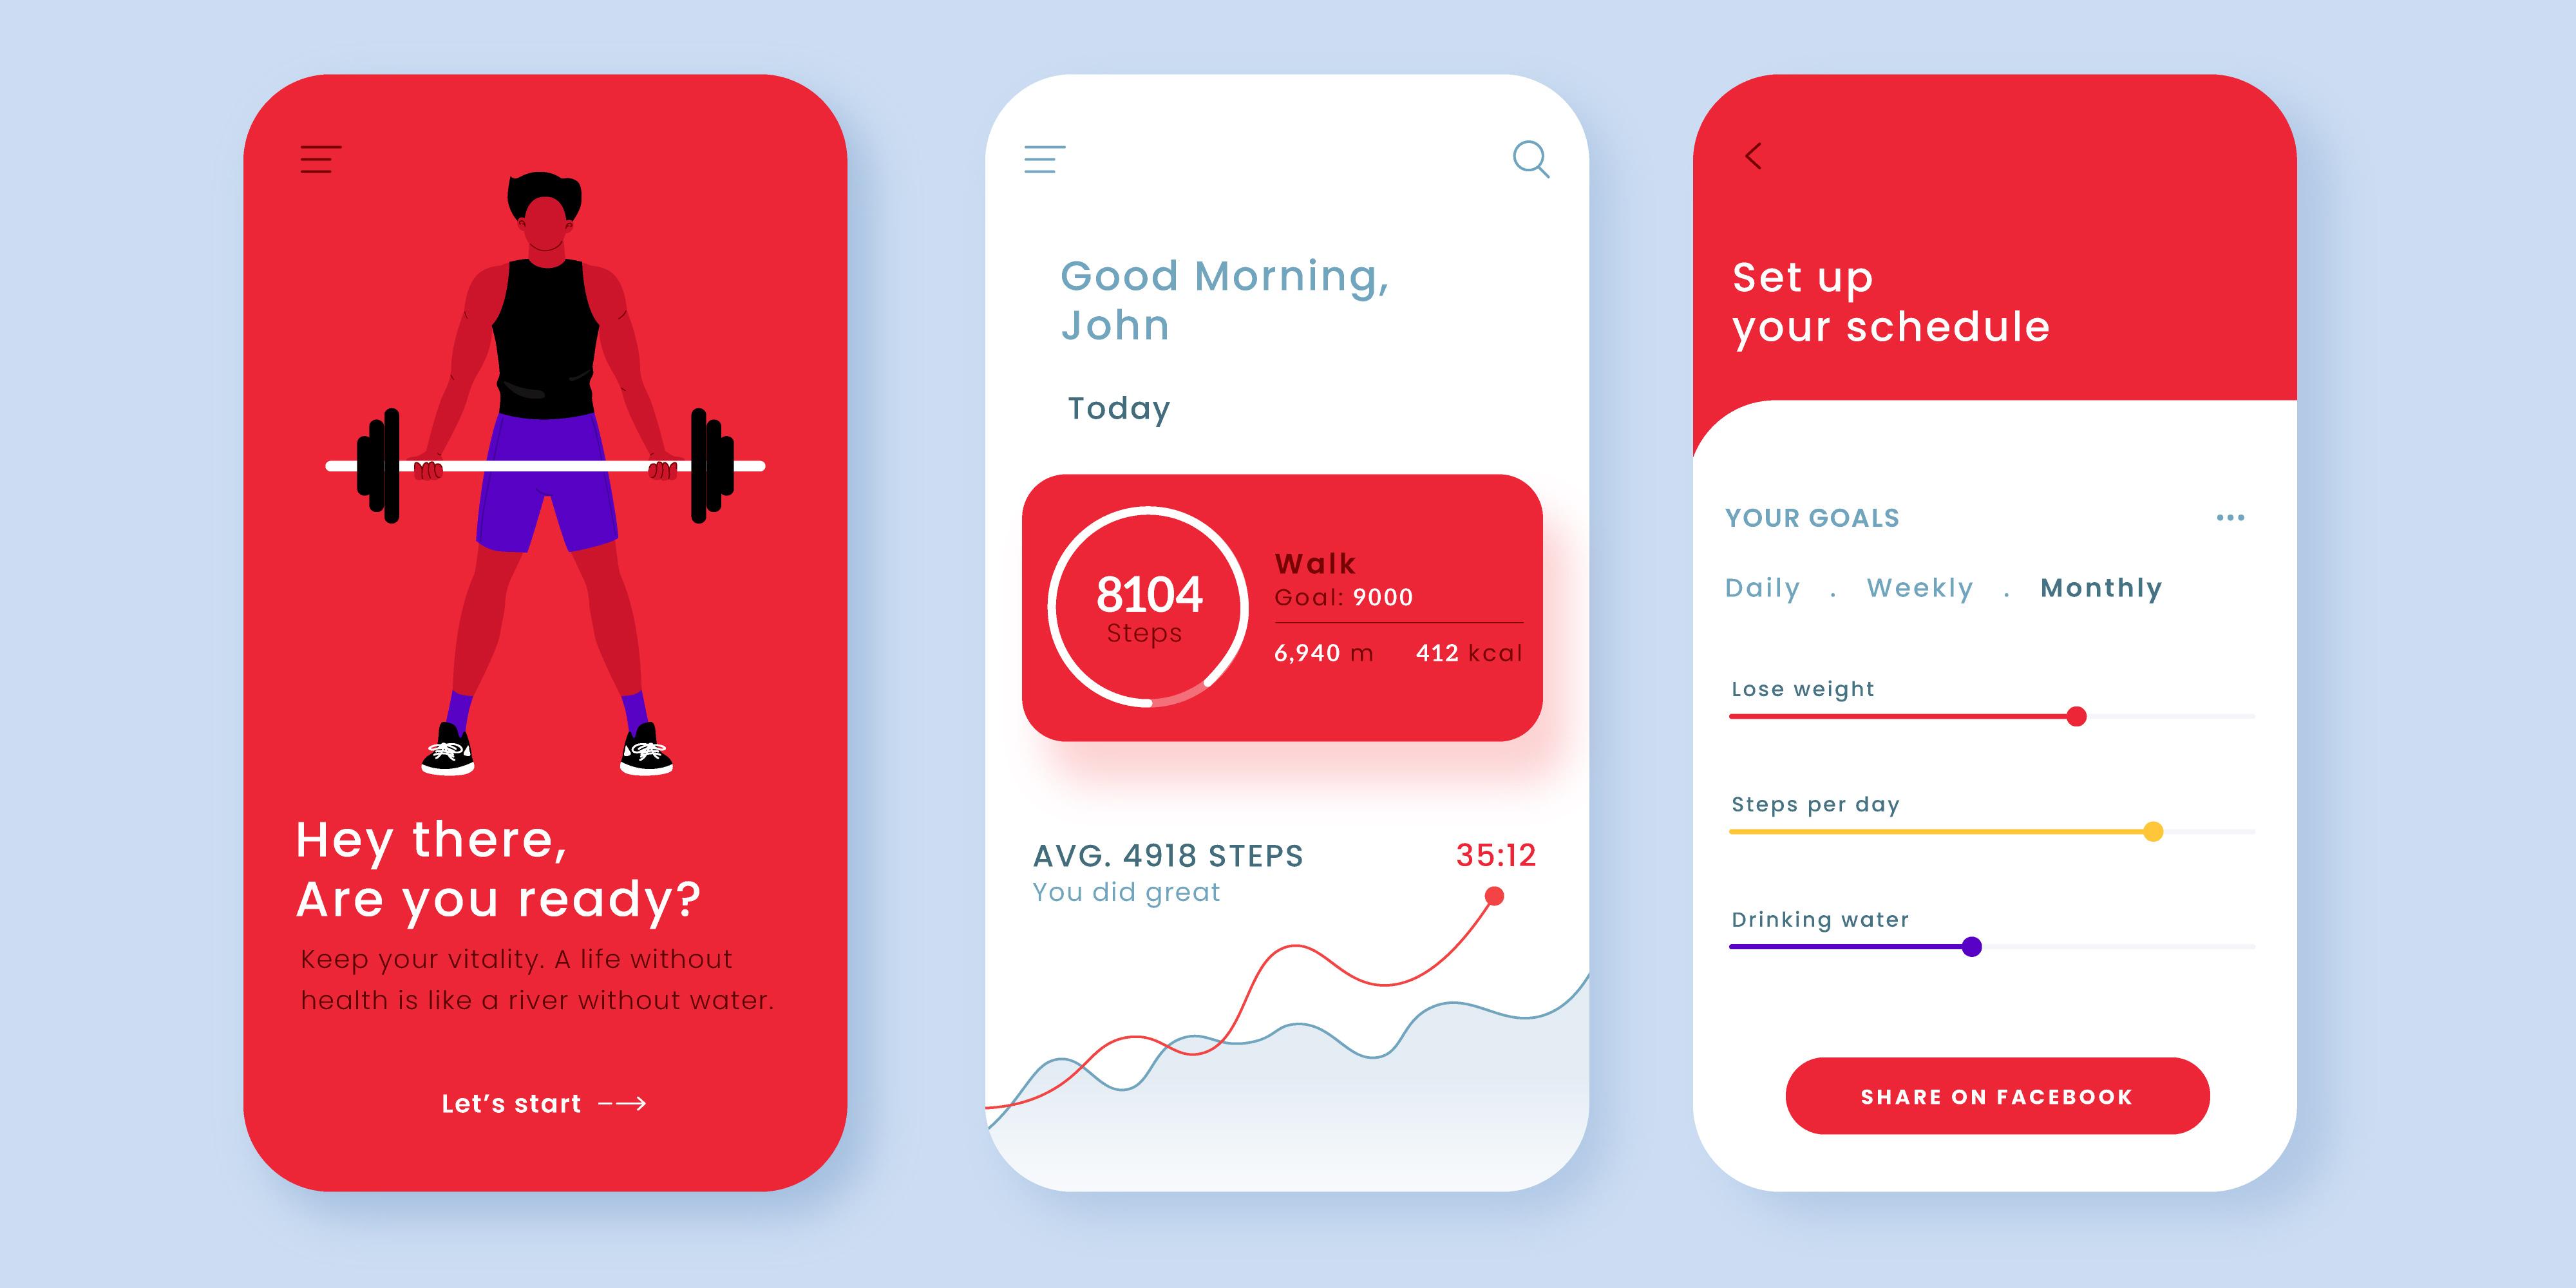 Hey there,
Are you ready?
Keep your vitality. A life without
health is like a river without water.
Let’s start
Good Morning,
John
Today
8104
Steps
Walk
Goal: 9000
6,940 m 412 kcal
AVG. 4918 STEPS
You did great
35:12
Set up
your schedule
YOUR GOALS
Daily . Weekly . Monthly
Lose weight
Steps per day
Drinking water
SHARE ON FACEBOOK